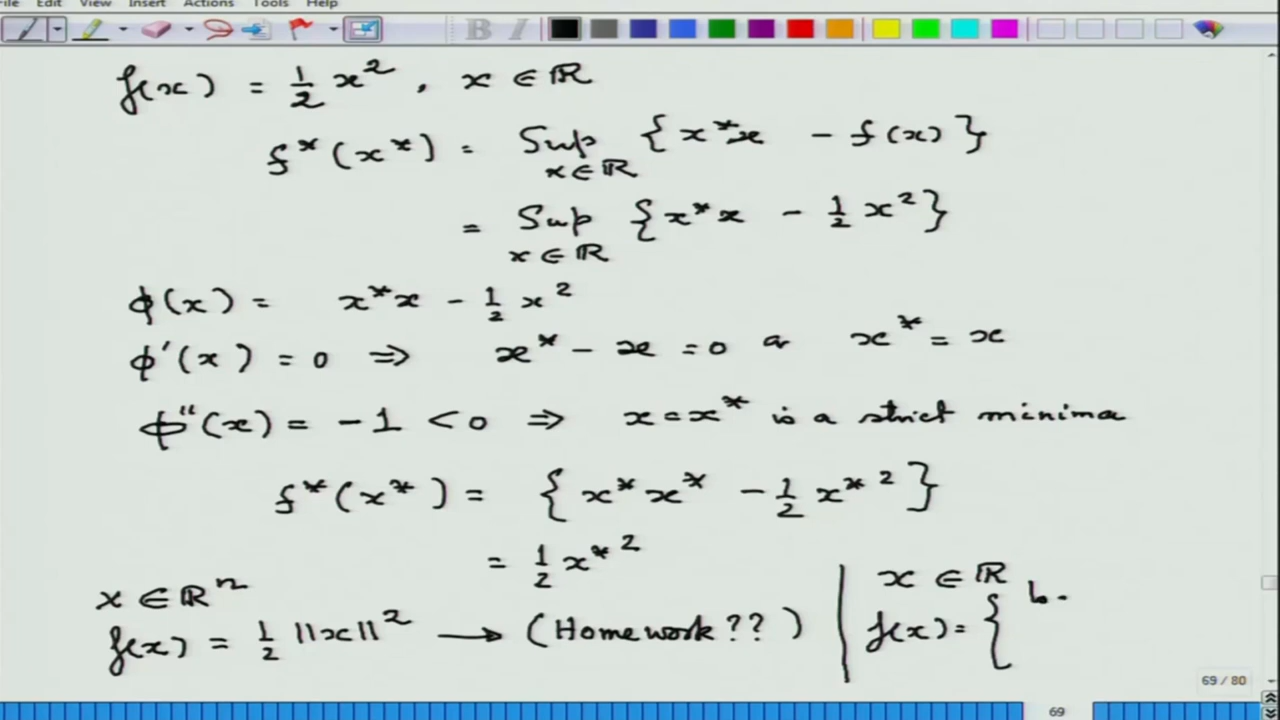 File Edit View Insert Actions Tools Help
B I
f(x) = 1/2 x², x ∈ ℝ
f*(x*) = Sup_{x∈ℝ} {x*x - f(x)}
= Sup_{x∈ℝ} {x*x - 1/2 x²}
φ(x) = x*x - 1/2 x²
φ'(x) = 0 ⇒ x* - x = 0 or x* = x
φ''(x) = -1 < 0 ⇒ x = x* is a strict minima
f*(x*) = {x*x* - 1/2 x*²}
= 1/2 x*²
x ∈ ℝⁿ
f(x) = 1/2 ||x||² → (Homework??)
x ∈ ℝ
f(x) = {
69 / 80
69